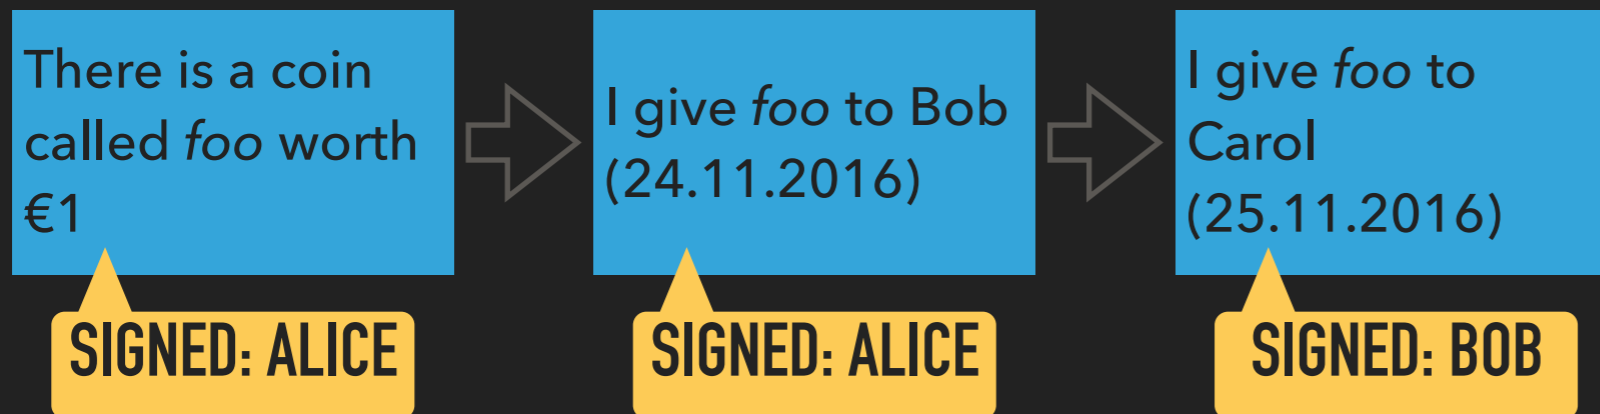 There is a coin
called foo worth
€1
SIGNED: ALICE
I give foo to Bob
(24.11.2016)
SIGNED: ALICE
I give foo to
Carol
(25.11.2016)
SIGNED: BOB